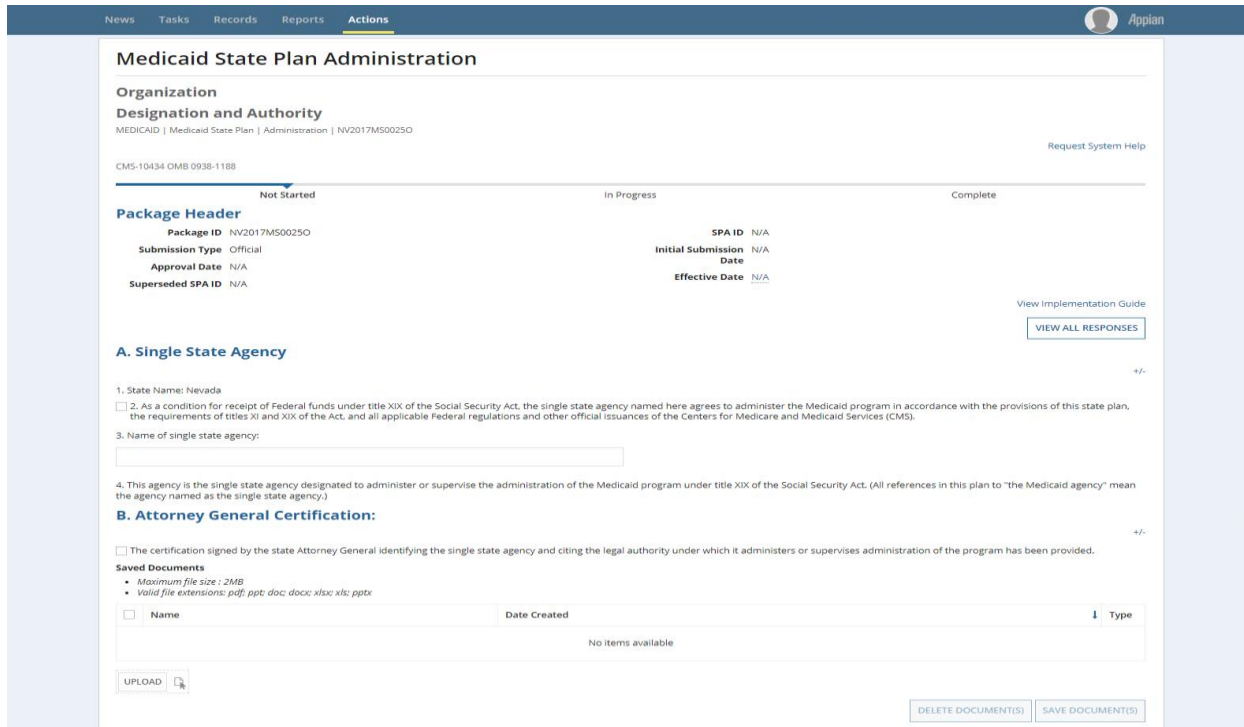 News Tasks Records Reports Actions Appian
Medicaid State Plan Administration
Organization
Designation and Authority
MEDICAID | Medicaid State Plan | Administration | NV2017MS0025O
Request System Help
CMS-10434 OMB 0938-1188
Not Started In Progress Complete
Package Header
Package ID NV2017MS0025O SPA ID N/A
Submission Type Official Initial Submission Date N/A
Approval Date N/A Effective Date N/A
Superseded SPA ID N/A
View Implementation Guide
VIEW ALL RESPONSES
A. Single State Agency
+/-
1. State Name: Nevada
2. As a condition for receipt of Federal funds under title XIX of the Social Security Act, the single state agency named here agrees to administer the Medicaid program in accordance with the provisions of this state plan,
the requirements of titles XI and XIX of the Act, and all applicable Federal regulations and other official issuances of the Centers for Medicare and Medicaid Services (CMS).
3. Name of single state agency:
4. This agency is the single state agency designated to administer or supervise the administration of the Medicaid program under title XIX of the Social Security Act. (All references in this plan to "the Medicaid agency" mean
the agency named as the single state agency.)
B. Attorney General Certification:
+/-
The certification signed by the state Attorney General identifying the single state agency and citing the legal authority under which it administers or supervises administration of the program has been provided.
Saved Documents
• Maximum file size : 2MB
• Valid file extensions: pdf; ppt; doc; docx; xlsx; xls; pptx
Name Date Created Type
No items available
UPLOAD
DELETE DOCUMENT(S) SAVE DOCUMENT(S)